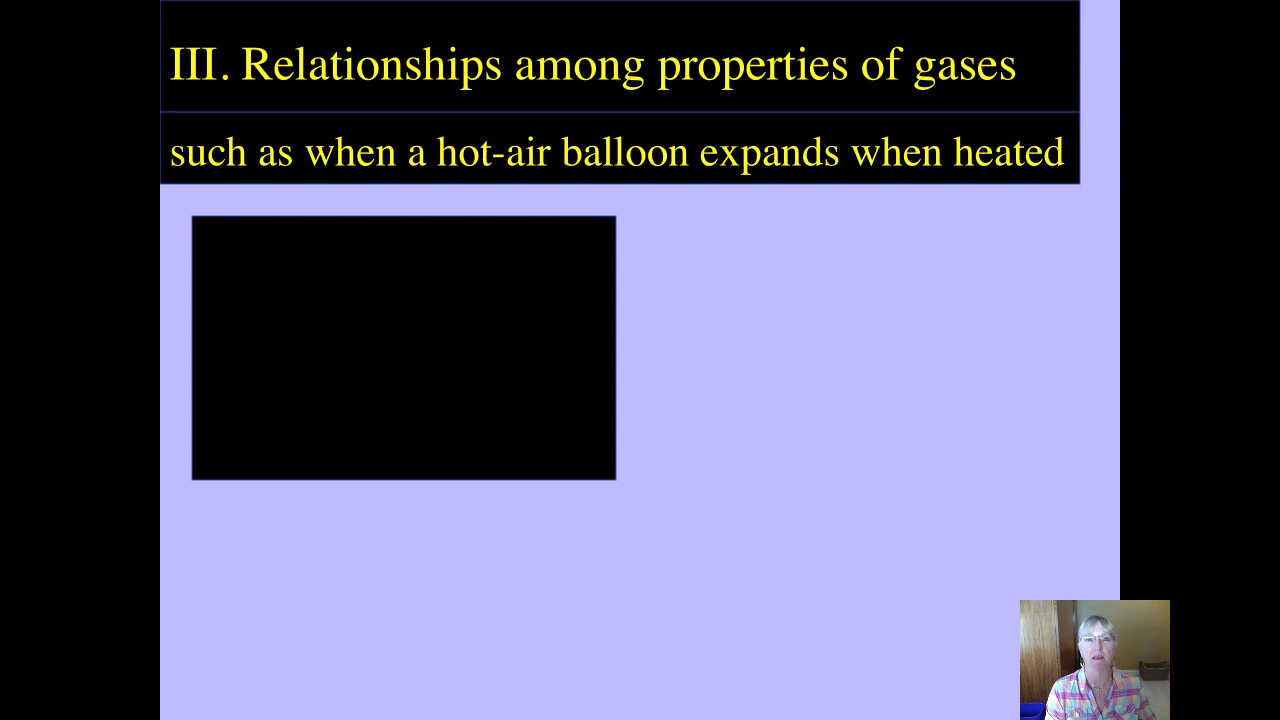 III. Relationships among properties of gases
such as when a hot-air balloon expands when heated